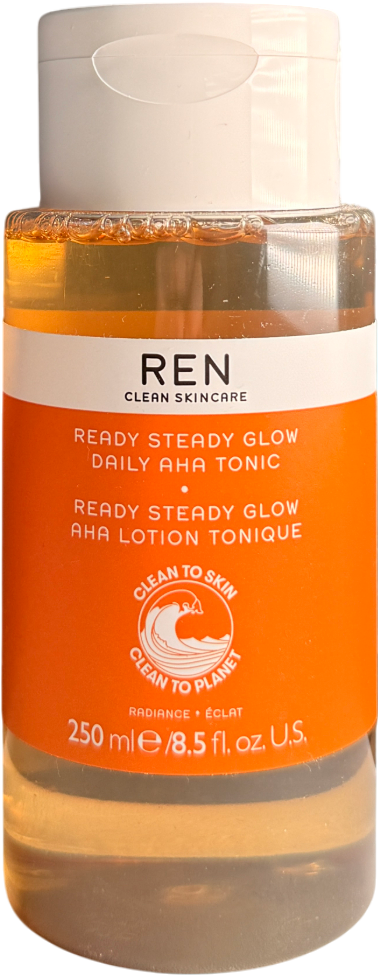 REN
CLEAN SKINCARE
READY STEADY GLOW
DAILY AHA TONIC
•
READY STEADY GLOW
AHA LOTION TONIQUE
CLEAN TO SKIN
CLEAN TO PLANET
RADIANCE • ÉCLAT
250 ml℮/8.5 fl. oz. U.S.